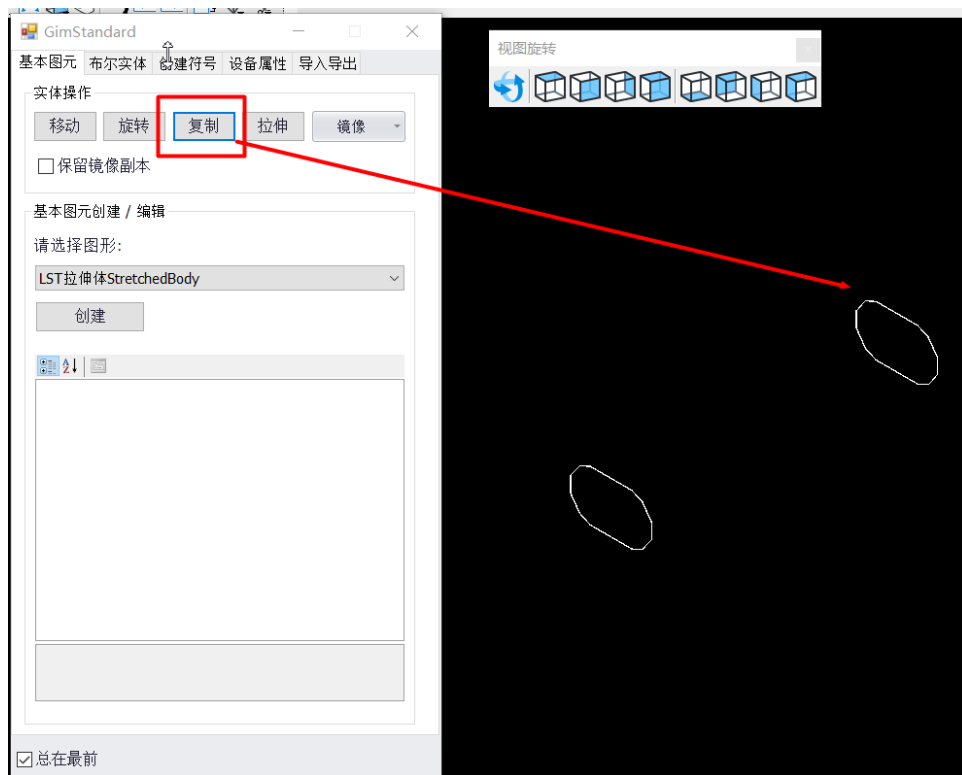 GimStandard
视图旋转
基本图元 布尔实体 创建符号 设备属性 导入导出
实体操作
移动 旋转 复制 拉伸 镜像
保留镜像副本
基本图元创建 / 编辑
请选择图形:
LST拉伸体StretchedBody
创建
总在最前